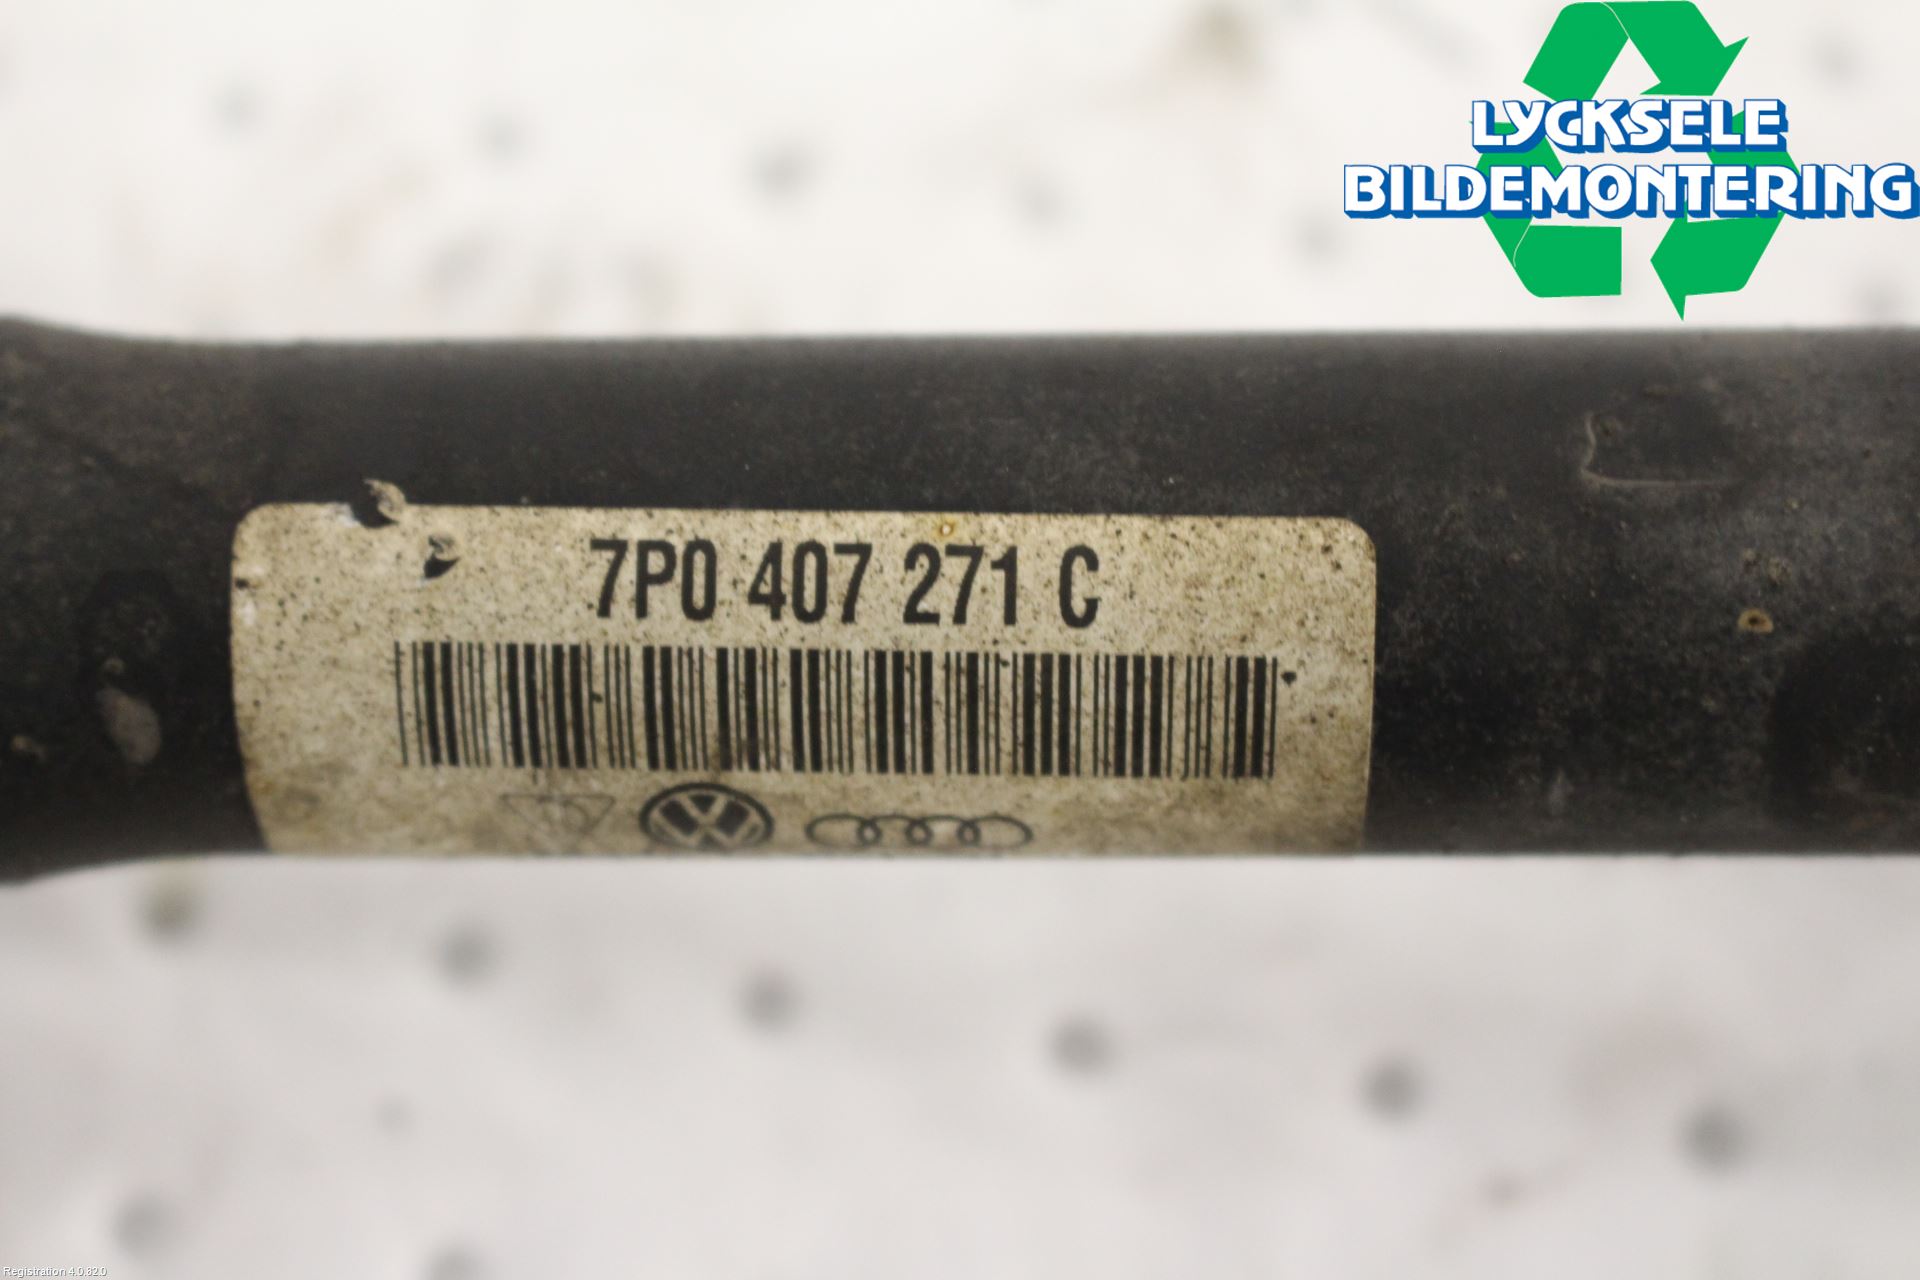 LYCKSELE
BILDEMONTERING
7P0 407 271 C
Registration 4.0.82.0